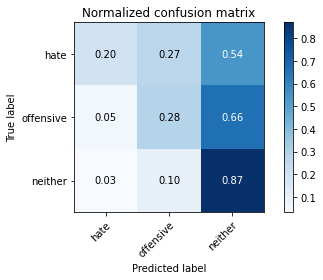 Normalized confusion matrix
True label
hate
0.20 0.27 0.54
offensive
0.05 0.28 0.66
neither
0.03 0.10 0.87
hate
offensive
neither
Predicted label
0.8
0.7
0.6
0.5
0.4
0.3
0.2
0.1